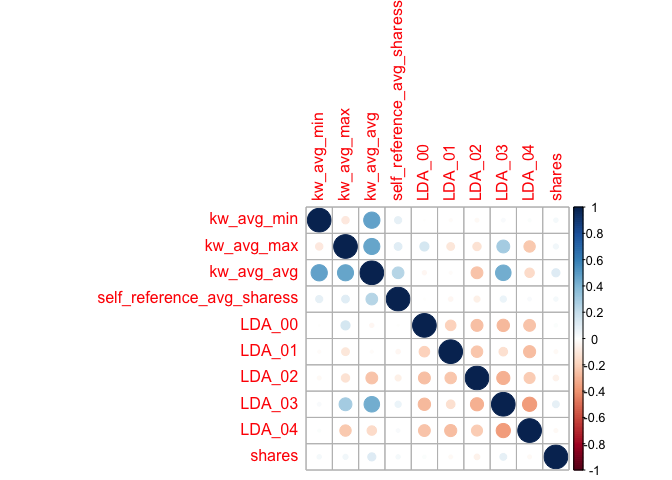 kw_avg_min
kw_avg_max
kw_avg_avg
self_reference_avg_sharess
LDA_00
LDA_01
LDA_02
LDA_03
LDA_04
shares
kw_avg_min
kw_avg_max
kw_avg_avg
self_reference_avg_sharess
LDA_00
LDA_01
LDA_02
LDA_03
LDA_04
shares
1
0.8
0.6
0.4
0.2
0
-0.2
-0.4
-0.6
-0.8
-1